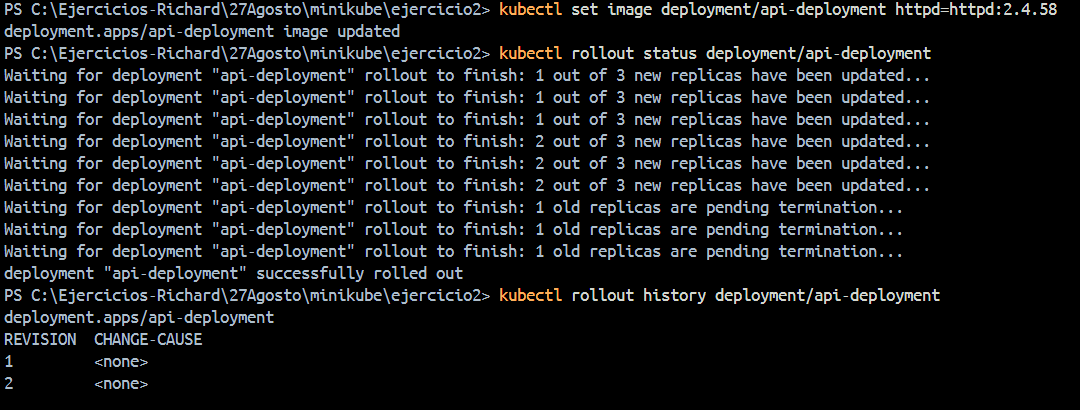 PS C:\Ejercicios-Richard\27Agosto\minikube\ejercicio2> kubectl set image deployment/api-deployment httpd=httpd:2.4.58
deployment.apps/api-deployment image updated
PS C:\Ejercicios-Richard\27Agosto\minikube\ejercicio2> kubectl rollout status deployment/api-deployment
Waiting for deployment "api-deployment" rollout to finish: 1 out of 3 new replicas have been updated...
Waiting for deployment "api-deployment" rollout to finish: 1 out of 3 new replicas have been updated...
Waiting for deployment "api-deployment" rollout to finish: 1 out of 3 new replicas have been updated...
Waiting for deployment "api-deployment" rollout to finish: 2 out of 3 new replicas have been updated...
Waiting for deployment "api-deployment" rollout to finish: 2 out of 3 new replicas have been updated...
Waiting for deployment "api-deployment" rollout to finish: 2 out of 3 new replicas have been updated...
Waiting for deployment "api-deployment" rollout to finish: 1 old replicas are pending termination...
Waiting for deployment "api-deployment" rollout to finish: 1 old replicas are pending termination...
Waiting for deployment "api-deployment" rollout to finish: 1 old replicas are pending termination...
deployment "api-deployment" successfully rolled out
PS C:\Ejercicios-Richard\27Agosto\minikube\ejercicio2> kubectl rollout history deployment/api-deployment
deployment.apps/api-deployment
REVISION  CHANGE-CAUSE
1         <none>
2         <none>